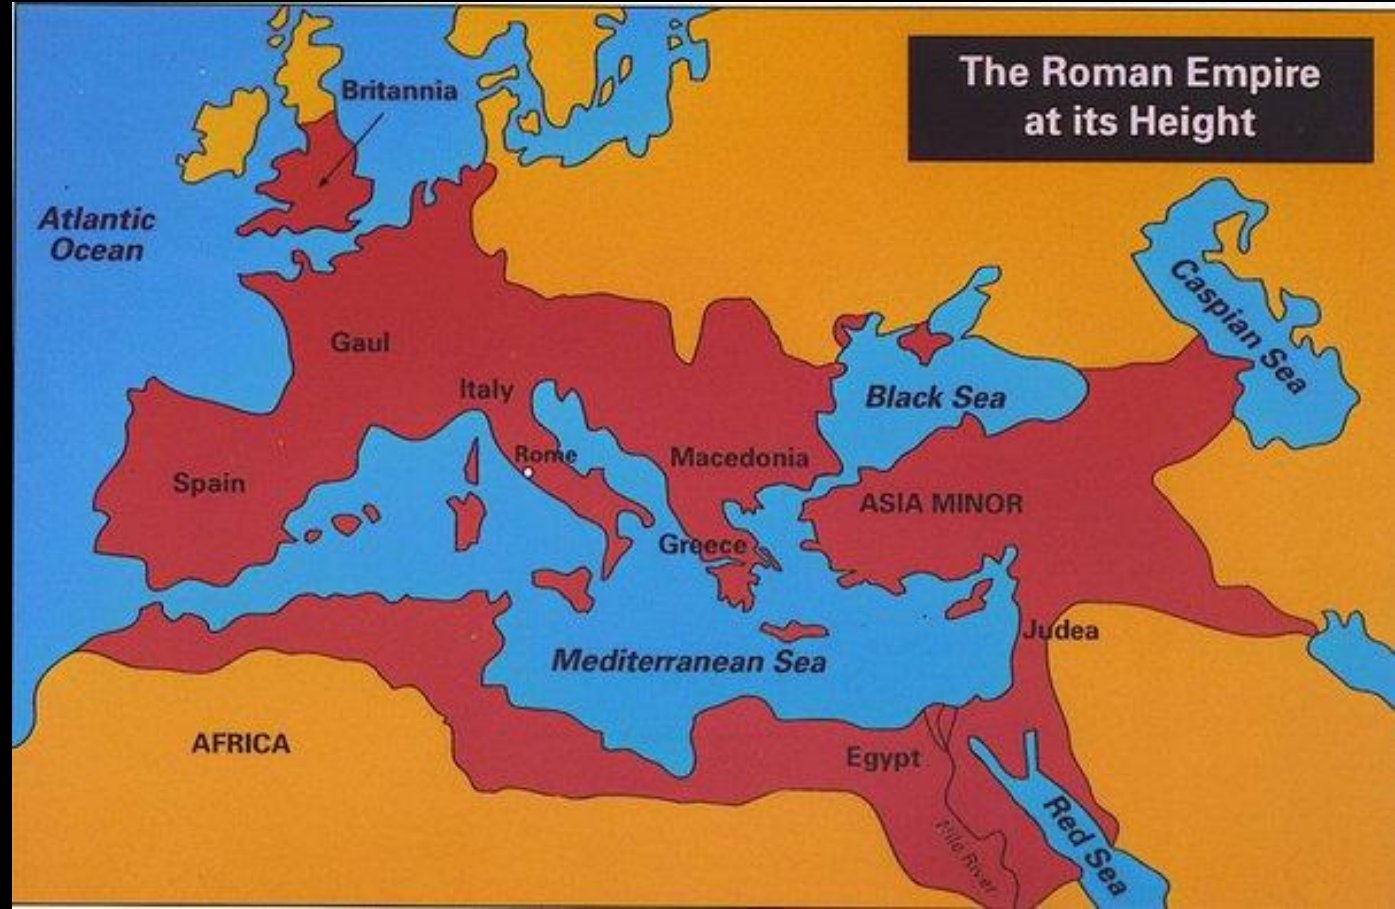 The Roman Empire
at its Height
Britannia
Atlantic
Ocean
Caspian Sea
Gaul
Italy
Black Sea
Rome
Macedonia
Spain
ASIA MINOR
Greece
Judea
Mediterranean Sea
AFRICA
Egypt
Red Sea
Nile River